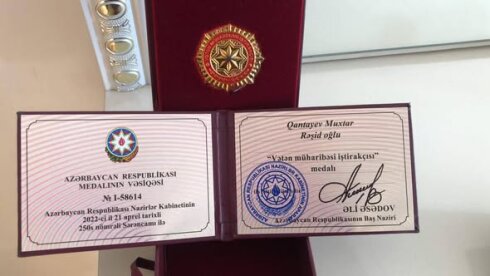 AZƏRBAYCAN RESPUBLİKASI
MEDALININ VƏSİQƏSİ
№ I-58614
Azərbaycan Respublikası Nazirlər Kabinetinin
2022-ci il 21 aprel tarixli
250s nömrəli Sərəncamı ilə
Qantayev Muxtar
Rəşid oğlu
“Vətən müharibəsi iştirakçısı”
medalı
ƏLİ ƏSƏDOV
Azərbaycan Respublikasının Baş Naziri